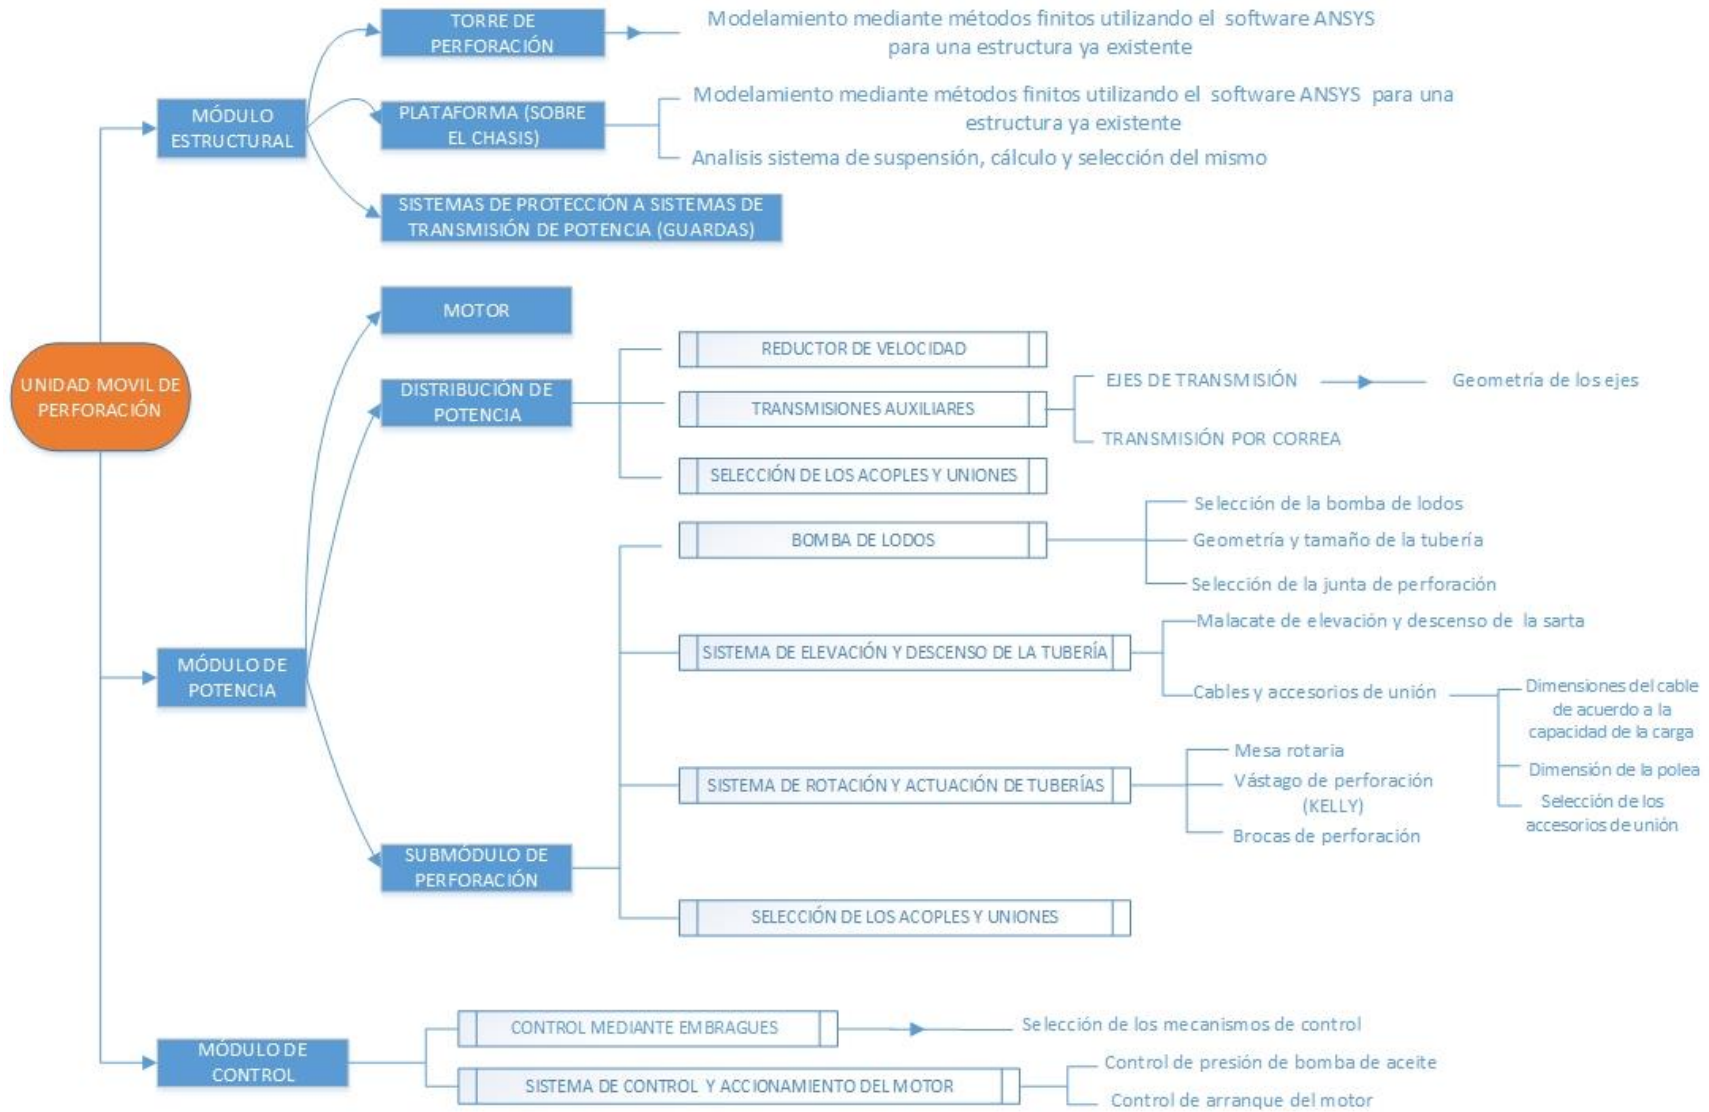 UNIDAD MOVIL DE
PERFORACIÓN
MÓDULO
ESTRUCTURAL
TORRE DE
PERFORACIÓN
Modelamiento mediante métodos finitos utilizando el software ANSYS
para una estructura ya existente
PLATAFORMA (SOBRE
EL CHASIS)
Modelamiento mediante métodos finitos utilizando el software ANSYS para una
estructura ya existente
Analisis sistema de suspensión, cálculo y selección del mismo
SISTEMAS DE PROTECCIÓN A SISTEMAS DE
TRANSMISIÓN DE POTENCIA (GUARDAS)
MÓDULO DE
POTENCIA
MOTOR
DISTRIBUCIÓN DE
POTENCIA
REDUCTOR DE VELOCIDAD
TRANSMISIONES AUXILIARES
EJES DE TRANSMISIÓN
Geometría de los ejes
TRANSMISIÓN POR CORREA
SELECCIÓN DE LOS ACOPLES Y UNIONES
SUBMÓDULO DE
PERFORACIÓN
BOMBA DE LODOS
Selección de la bomba de lodos
Geometría y tamaño de la tubería
Selección de la junta de perforación
SISTEMA DE ELEVACIÓN Y DESCENSO DE LA TUBERÍA
Malacate de elevación y descenso de la sarta
Cables y accesorios de unión
Dimensiones del cable
de acuerdo a la
capacidad de la carga
Dimensión de la polea
Selección de los
accesorios de unión
SISTEMA DE ROTACIÓN Y ACTUACIÓN DE TUBERÍAS
Mesa rotaria
Vástago de perforación
(KELLY)
Brocas de perforación
SELECCIÓN DE LOS ACOPLES Y UNIONES
MÓDULO DE
CONTROL
CONTROL MEDIANTE EMBRAGUES
Selección de los mecanismos de control
SISTEMA DE CONTROL Y ACCIONAMIENTO DEL MOTOR
Control de presión de bomba de aceite
Control de arranque del motor